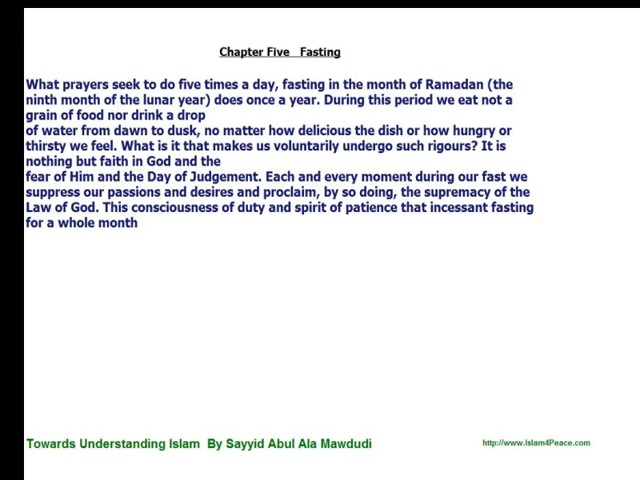 Chapter Five   Fasting
What prayers seek to do five times a day, fasting in the month of Ramadan (the
ninth month of the lunar year) does once a year. During this period we eat not a
grain of food nor drink a drop
of water from dawn to dusk, no matter how delicious the dish or how hungry or
thirsty we feel. What is it that makes us voluntarily undergo such rigours? It is
nothing but faith in God and the
fear of Him and the Day of Judgement. Each and every moment during our fast we
suppress our passions and desires and proclaim, by so doing, the supremacy of the
Law of God. This consciousness of duty and spirit of patience that incessant fasting
for a whole month
Towards Understanding Islam  By Sayyid Abul Ala Mawdudi
http://www.Islam4Peace.com